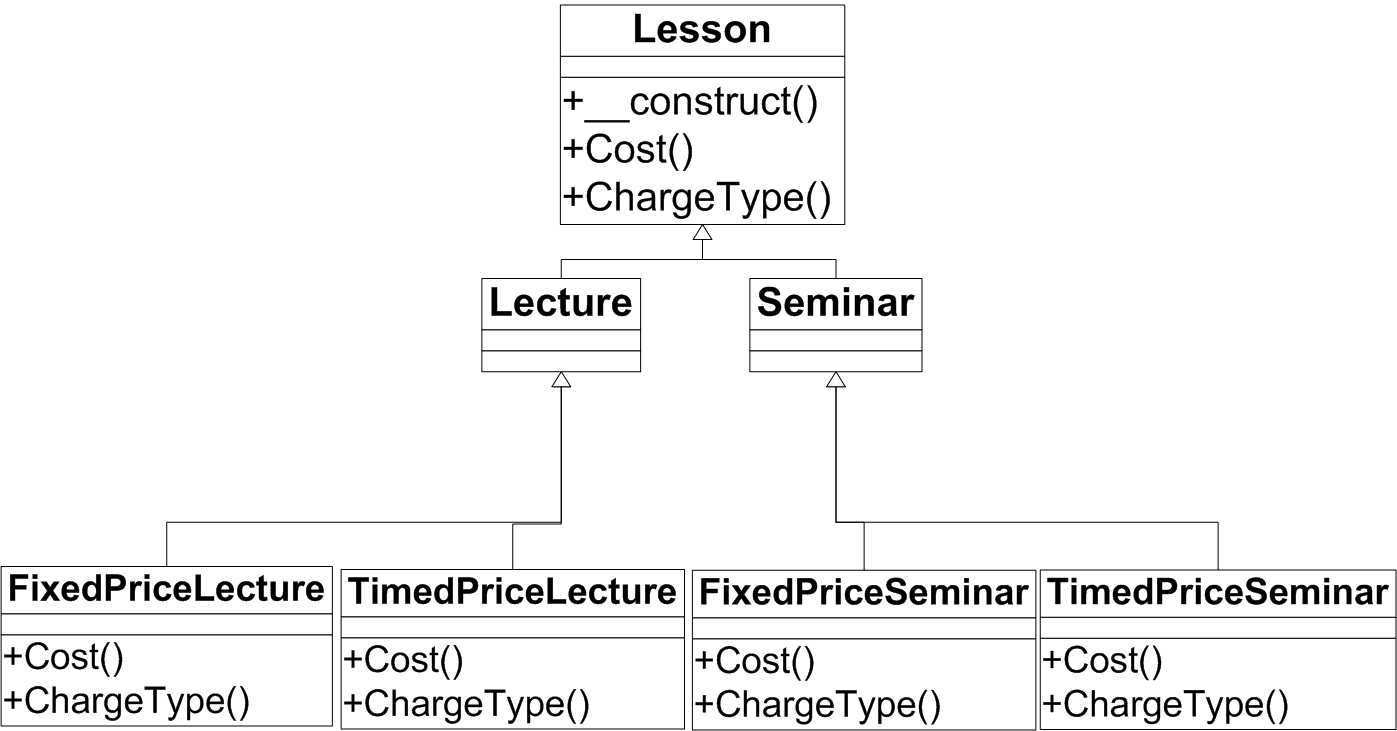 Lesson
+__construct()
+Cost()
+ChargeType()
Lecture
Seminar
FixedPriceLecture
+Cost()
+ChargeType()
TimedPriceLecture
+Cost()
+ChargeType()
FixedPriceSeminar
+Cost()
+ChargeType()
TimedPriceSeminar
+Cost()
+ChargeType()